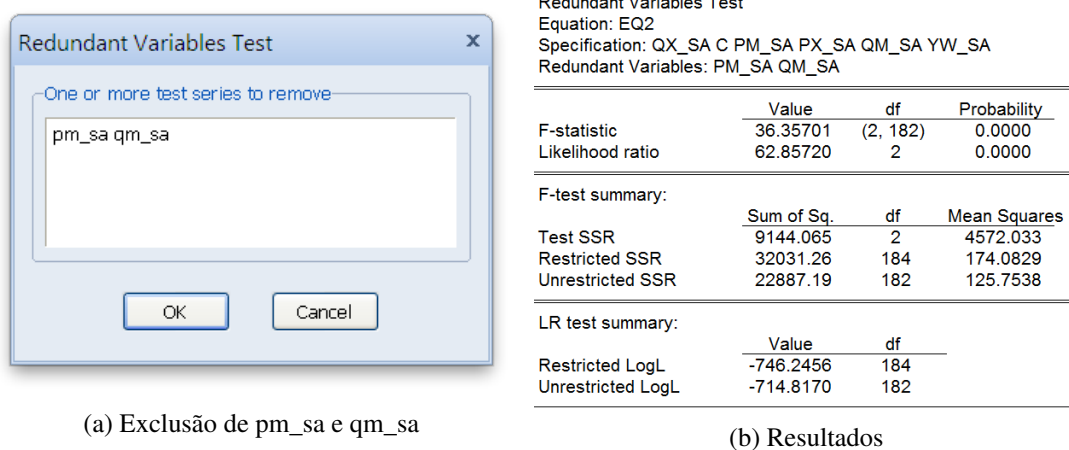 Redundant Variables Test
x
One or more test series to remove
pm_sa qm_sa
OK
Cancel
(a) Exclusão de pm_sa e qm_sa
Redundant Variables Test
Equation: EQ2
Specification: QX_SA C PM_SA PX_SA QM_SA YW_SA
Redundant Variables: PM_SA QM_SA
Value df Probability
F-statistic 36.35701 (2, 182) 0.0000
Likelihood ratio 62.85720 2 0.0000
F-test summary:
Sum of Sq. df Mean Squares
Test SSR 9144.065 2 4572.033
Restricted SSR 32031.26 184 174.0829
Unrestricted SSR 22887.19 182 125.7538
LR test summary:
Value df
Restricted LogL -746.2456 184
Unrestricted LogL -714.8170 182
(b) Resultados